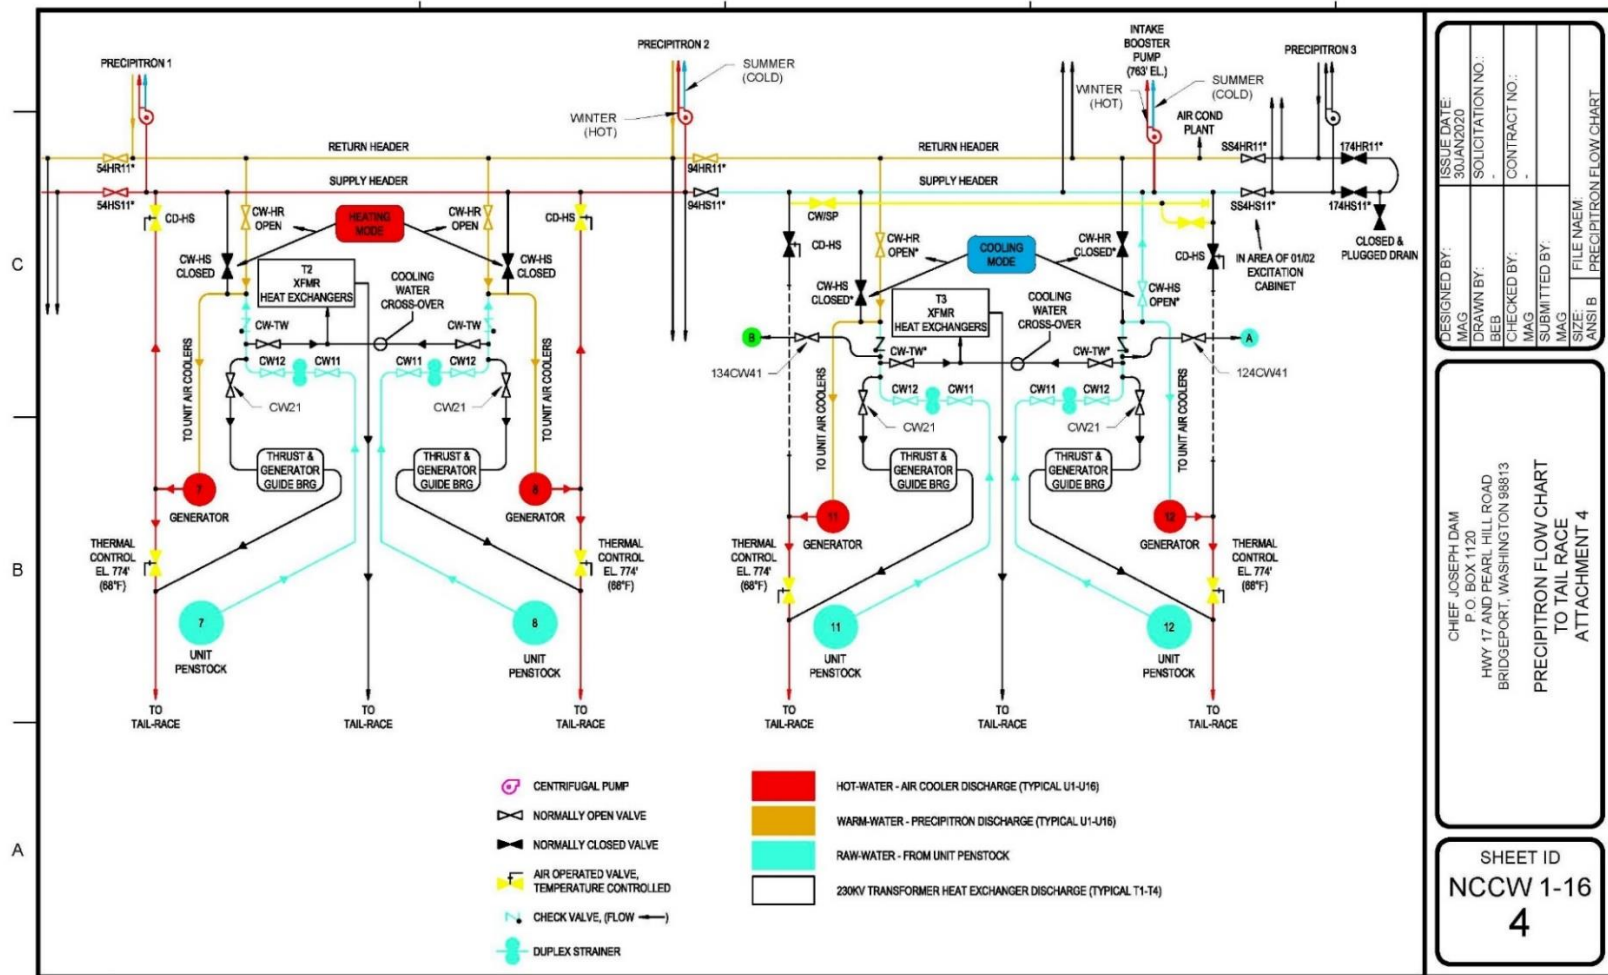 PRECIPITRON 1
PRECIPITRON 2
SUMMER
(COLD)
WINTER
(HOT)
INTAKE
BOOSTER
PUMP
(763' EL.)
WINTER
(HOT)
SUMMER
(COLD)
PRECIPITRON 3
AIR COND
PLANT
RETURN HEADER
RETURN HEADER
54HR11*
94HR11*
SS4HR11*
174HR11*
SUPPLY HEADER
SUPPLY HEADER
54HS11*
94HS11*
SS4HS11*
174HS11*
CD-HS
CW-HR
OPEN
HEATING
MODE
CW-HR
OPEN
CD-HS
CW-HS
CLOSED
CW-HS
CLOSED
T2
XFMR
HEAT EXCHANGERS
COOLING
WATER
CROSS-OVER
CW-TW
CW-TW
CW12
CW11
CW11
CW12
CW21
CW21
TO UNIT AIR COOLERS
TO UNIT AIR COOLERS
THRUST &
GENERATOR
GUIDE BRG
THRUST &
GENERATOR
GUIDE BRG
7
GENERATOR
8
GENERATOR
THERMAL
CONTROL
EL. 774'
(68°F)
THERMAL
CONTROL
EL. 774'
(68°F)
7
UNIT
PENSTOCK
8
UNIT
PENSTOCK
TO
TAIL-RACE
TO
TAIL-RACE
TO
TAIL-RACE
CW/SP
CD-HS
CW-HR
OPEN*
COOLING
MODE
CW-HR
CLOSED*
CD-HS
CW-HS
CLOSED*
CW-HS
OPEN*
IN AREA OF 01/02
EXCITATION
CABINET
CLOSED &
PLUGGED DRAIN
T3
XFMR
HEAT EXCHANGERS
COOLING
WATER
CROSS-OVER
B
A
134CW41
124CW41
CW-TW*
CW-TW*
CW12
CW11
CW11
CW12
CW21
CW21
TO UNIT AIR COOLERS
TO UNIT AIR COOLERS
THRUST &
GENERATOR
GUIDE BRG
THRUST &
GENERATOR
GUIDE BRG
11
GENERATOR
12
GENERATOR
THERMAL
CONTROL
EL. 774'
(68°F)
THERMAL
CONTROL
EL. 774'
(68°F)
11
UNIT
PENSTOCK
12
UNIT
PENSTOCK
TO
TAIL-RACE
TO
TAIL-RACE
TO
TAIL-RACE
C
B
A
CENTRIFUGAL PUMP
NORMALLY OPEN VALVE
NORMALLY CLOSED VALVE
AIR OPERATED VALVE,
TEMPERATURE CONTROLLED
CHECK VALVE, (FLOW )
DUPLEX STRAINER
HOT-WATER - AIR COOLER DISCHARGE (TYPICAL U1-U16)
WARM-WATER - PRECIPITRON DISCHARGE (TYPICAL U1-U16)
RAW-WATER - FROM UNIT PENSTOCK
230KV TRANSFORMER HEAT EXCHANGER DISCHARGE (TYPICAL T1-T4)
DESIGNED BY:
MAG
ISSUE DATE:
30JAN2020
DRAWN BY:
BEB
SOLICITATION NO.:
-
CHECKED BY:
MAG
CONTRACT NO.:
-
SUBMITTED BY:
MAG
SIZE:
ANSI B
FILE NAEM:
PRECIPITRON FLOW CHART
CHIEF JOSEPH DAM
P.O. BOX 1120
HWY 17 AND PEARL HILL ROAD
BRIDGEPORT, WASHINGTON 98813
PRECIPITRON FLOW CHART
TO TAIL RACE
ATTACHMENT 4
SHEET ID
NCCW 1-16
4